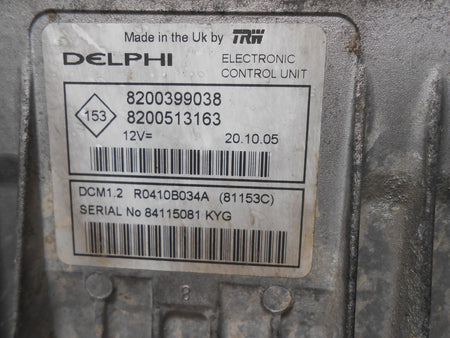 Made in the Uk by TRW
DELPHI ELECTRONIC
CONTROL UNIT
153 8200399038
8200513163
12V= 20.10.05
DCM1.2 R0410B034A (81153C)
SERIAL No 84115081 KYG